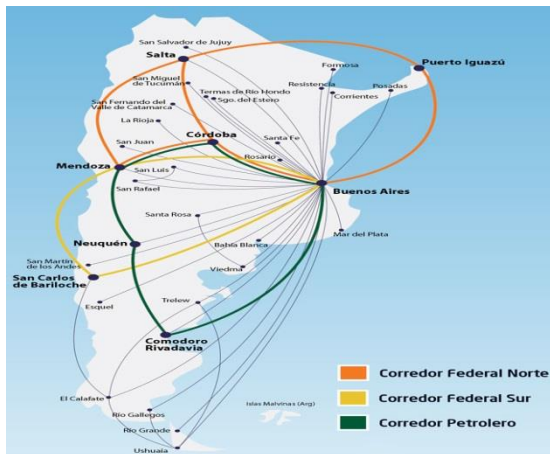 San Salvador de Jujuy
Salta
Formosa
Puerto Iguazú
San Miguel
de Tucumán
Termas de Río Hondo
Sgo. del Estero
Resistencia
Corrientes
Posadas
San Fernando del
Valle de Catamarca
La Rioja
San Juan
Córdoba
Santa Fe
Rosario
Mendoza
San Luis
San Rafael
Buenos Aires
Santa Rosa
Mar del Plata
Neuquén
Bahía Blanca
San Martín
de los Andes
Viedma
San Carlos
de Bariloche
Esquel
Trelew
Comodoro
Rivadavia
El Calafate
Río Gallegos
Islas Malvinas (Arg)
Río Grande
Ushuaia
Corredor Federal Norte
Corredor Federal Sur
Corredor Petrolero